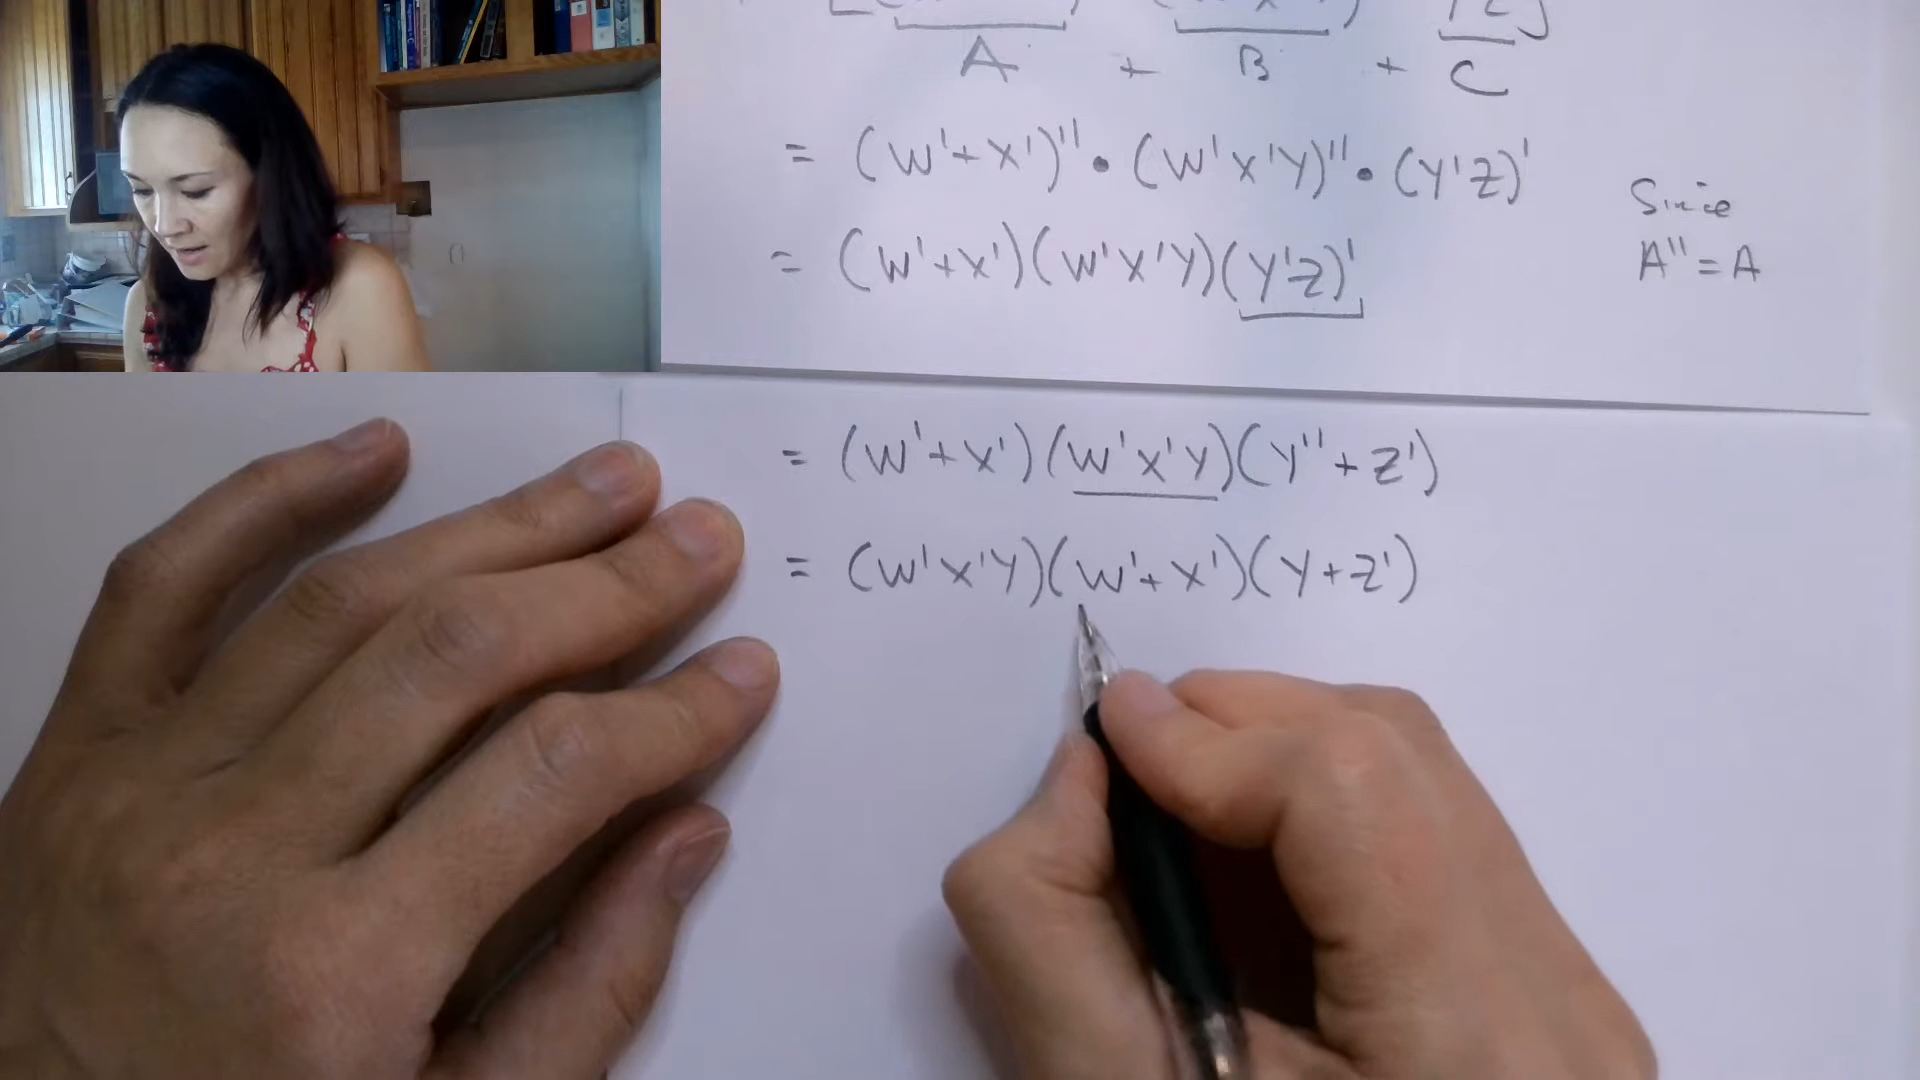 A + B + C
= (W'+X')''•(W'X'Y)''•(Y'Z)'
Since
A''=A
= (W'+X')(W'X'Y)(Y'Z)'
= (W'+X')(W'X'Y)(Y''+Z')
= (W'X'Y)(W'+X')(Y+Z')